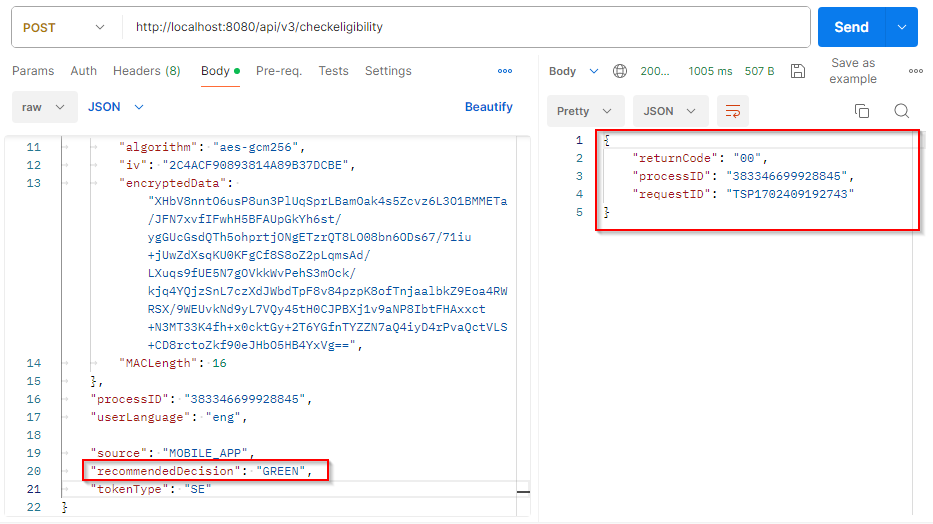 POST
http://localhost:8080/api/v3/checkeligibility
Send
Params Auth Headers (8) Body Pre-req. Tests Settings
raw JSON Beautify
11 "algorithm": "aes-gcm256",
12 "iv": "2C4ACF90893814A89B37DCBE",
13 "encryptedData":
"XHbV8nntO6usP8un3PlUqSprLBamOak4s5Zcvz6L3O1BMMETa
/JFN7xvfIFwhH5BFAUpGkYh6st/
ygGUcGsdQTh5ohprtjONgETzrQT8LO08bn6ODs67/71iu
+jUwZdXsqKU0KFgCf8S8oZ2pLqmsAd/
LXuqs9fUE5N7gOVkkWvPehS3mOck/
kjq4YQjzSnL7czXdJWbdTpF8v84pzpK8ofTnjaalbkZ9Eoa4RW
RSX/9WEUvkNd9yL7VQy45tH0CJPBXj1v9aNP8IbtFHAxxct
+N3MT33K4fh+x0cktGy+2T6YGfnTYZZN7aQ4iyD4rPvaQctVLS
+CD8rctoZkf90eJHbO5HB4YxVg==",
14 "MACLength": 16
15 },
16 "processID": "383346699928845",
17 "userLanguage": "eng",
18
19 "source": "MOBILE_APP",
20 "recommendedDecision": "GREEN",
21 "tokenType": "SE"
22 }
Body 200... 1005 ms 507 B Save as
example
Pretty JSON
1 {
2 "returnCode": "00",
3 "processID": "383346699928845",
4 "requestID": "TSP1702409192743"
5 }